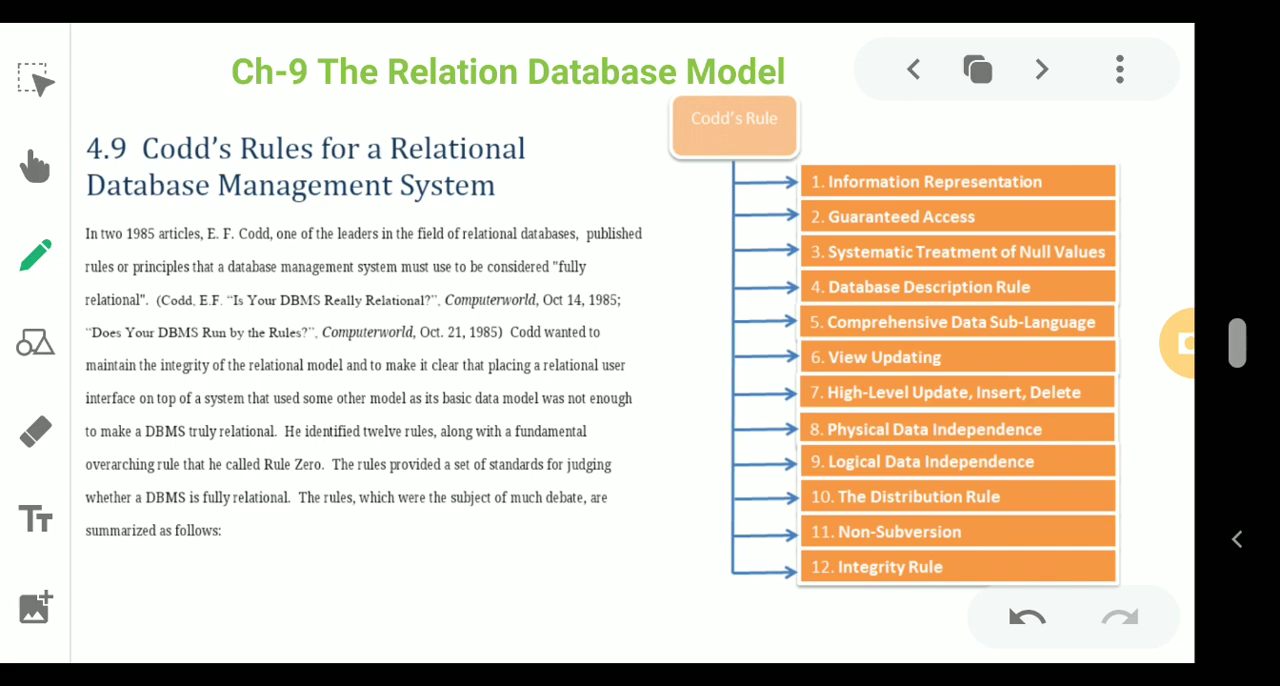 Ch-9 The Relation Database Model
4.9 Codd's Rules for a Relational
Database Management System
In two 1985 articles, E. F. Codd, one of the leaders in the field of relational databases, published
rules or principles that a database management system must use to be considered "fully
relational". (Codd, E.F. "Is Your DBMS Really Relational?", Computerworld, Oct 14, 1985;
"Does Your DBMS Run by the Rules?", Computerworld, Oct. 21, 1985) Codd wanted to
maintain the integrity of the relational model and to make it clear that placing a relational user
interface on top of a system that used some other model as its basic data model was not enough
to make a DBMS truly relational. He identified twelve rules, along with a fundamental
overarching rule that he called Rule Zero. The rules provided a set of standards for judging
whether a DBMS is fully relational. The rules, which were the subject of much debate, are
summarized as follows:
Codd's Rule
1. Information Representation
2. Guaranteed Access
3. Systematic Treatment of Null Values
4. Database Description Rule
5. Comprehensive Data Sub-Language
6. View Updating
7. High-Level Update, Insert, Delete
8. Physical Data Independence
9. Logical Data Independence
10. The Distribution Rule
11. Non-Subversion
12. Integrity Rule
TT